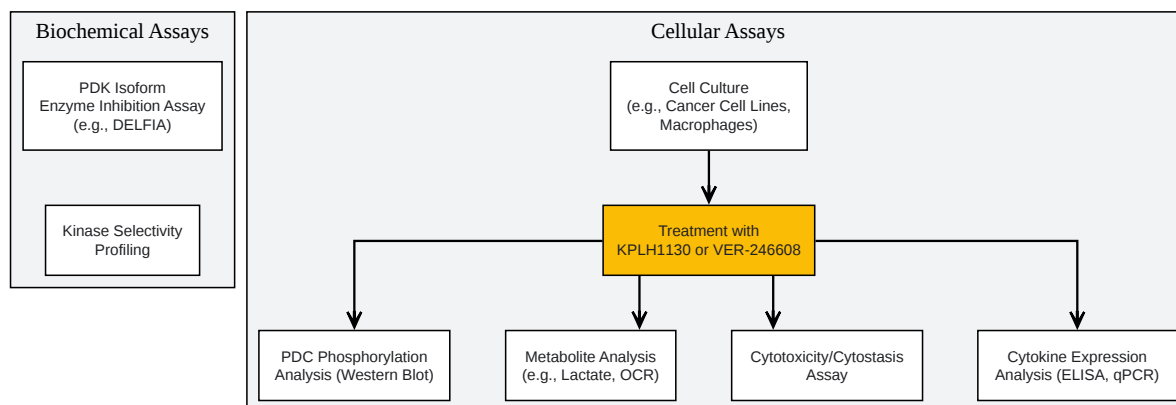 Biochemical Assays
PDK Isoform
Enzyme Inhibition Assay
(e.g., DELFIA)
Kinase Selectivity
Profiling
Cellular Assays
Cell Culture
(e.g., Cancer Cell Lines,
Macrophages)
Treatment with
KPLH1130 or VER-246608
PDC Phosphorylation
Analysis (Western Blot)
Metabolite Analysis
(e.g., Lactate, OCR)
Cytotoxicity/Cytostasis
Assay
Cytokine Expression
Analysis (ELISA, qPCR)